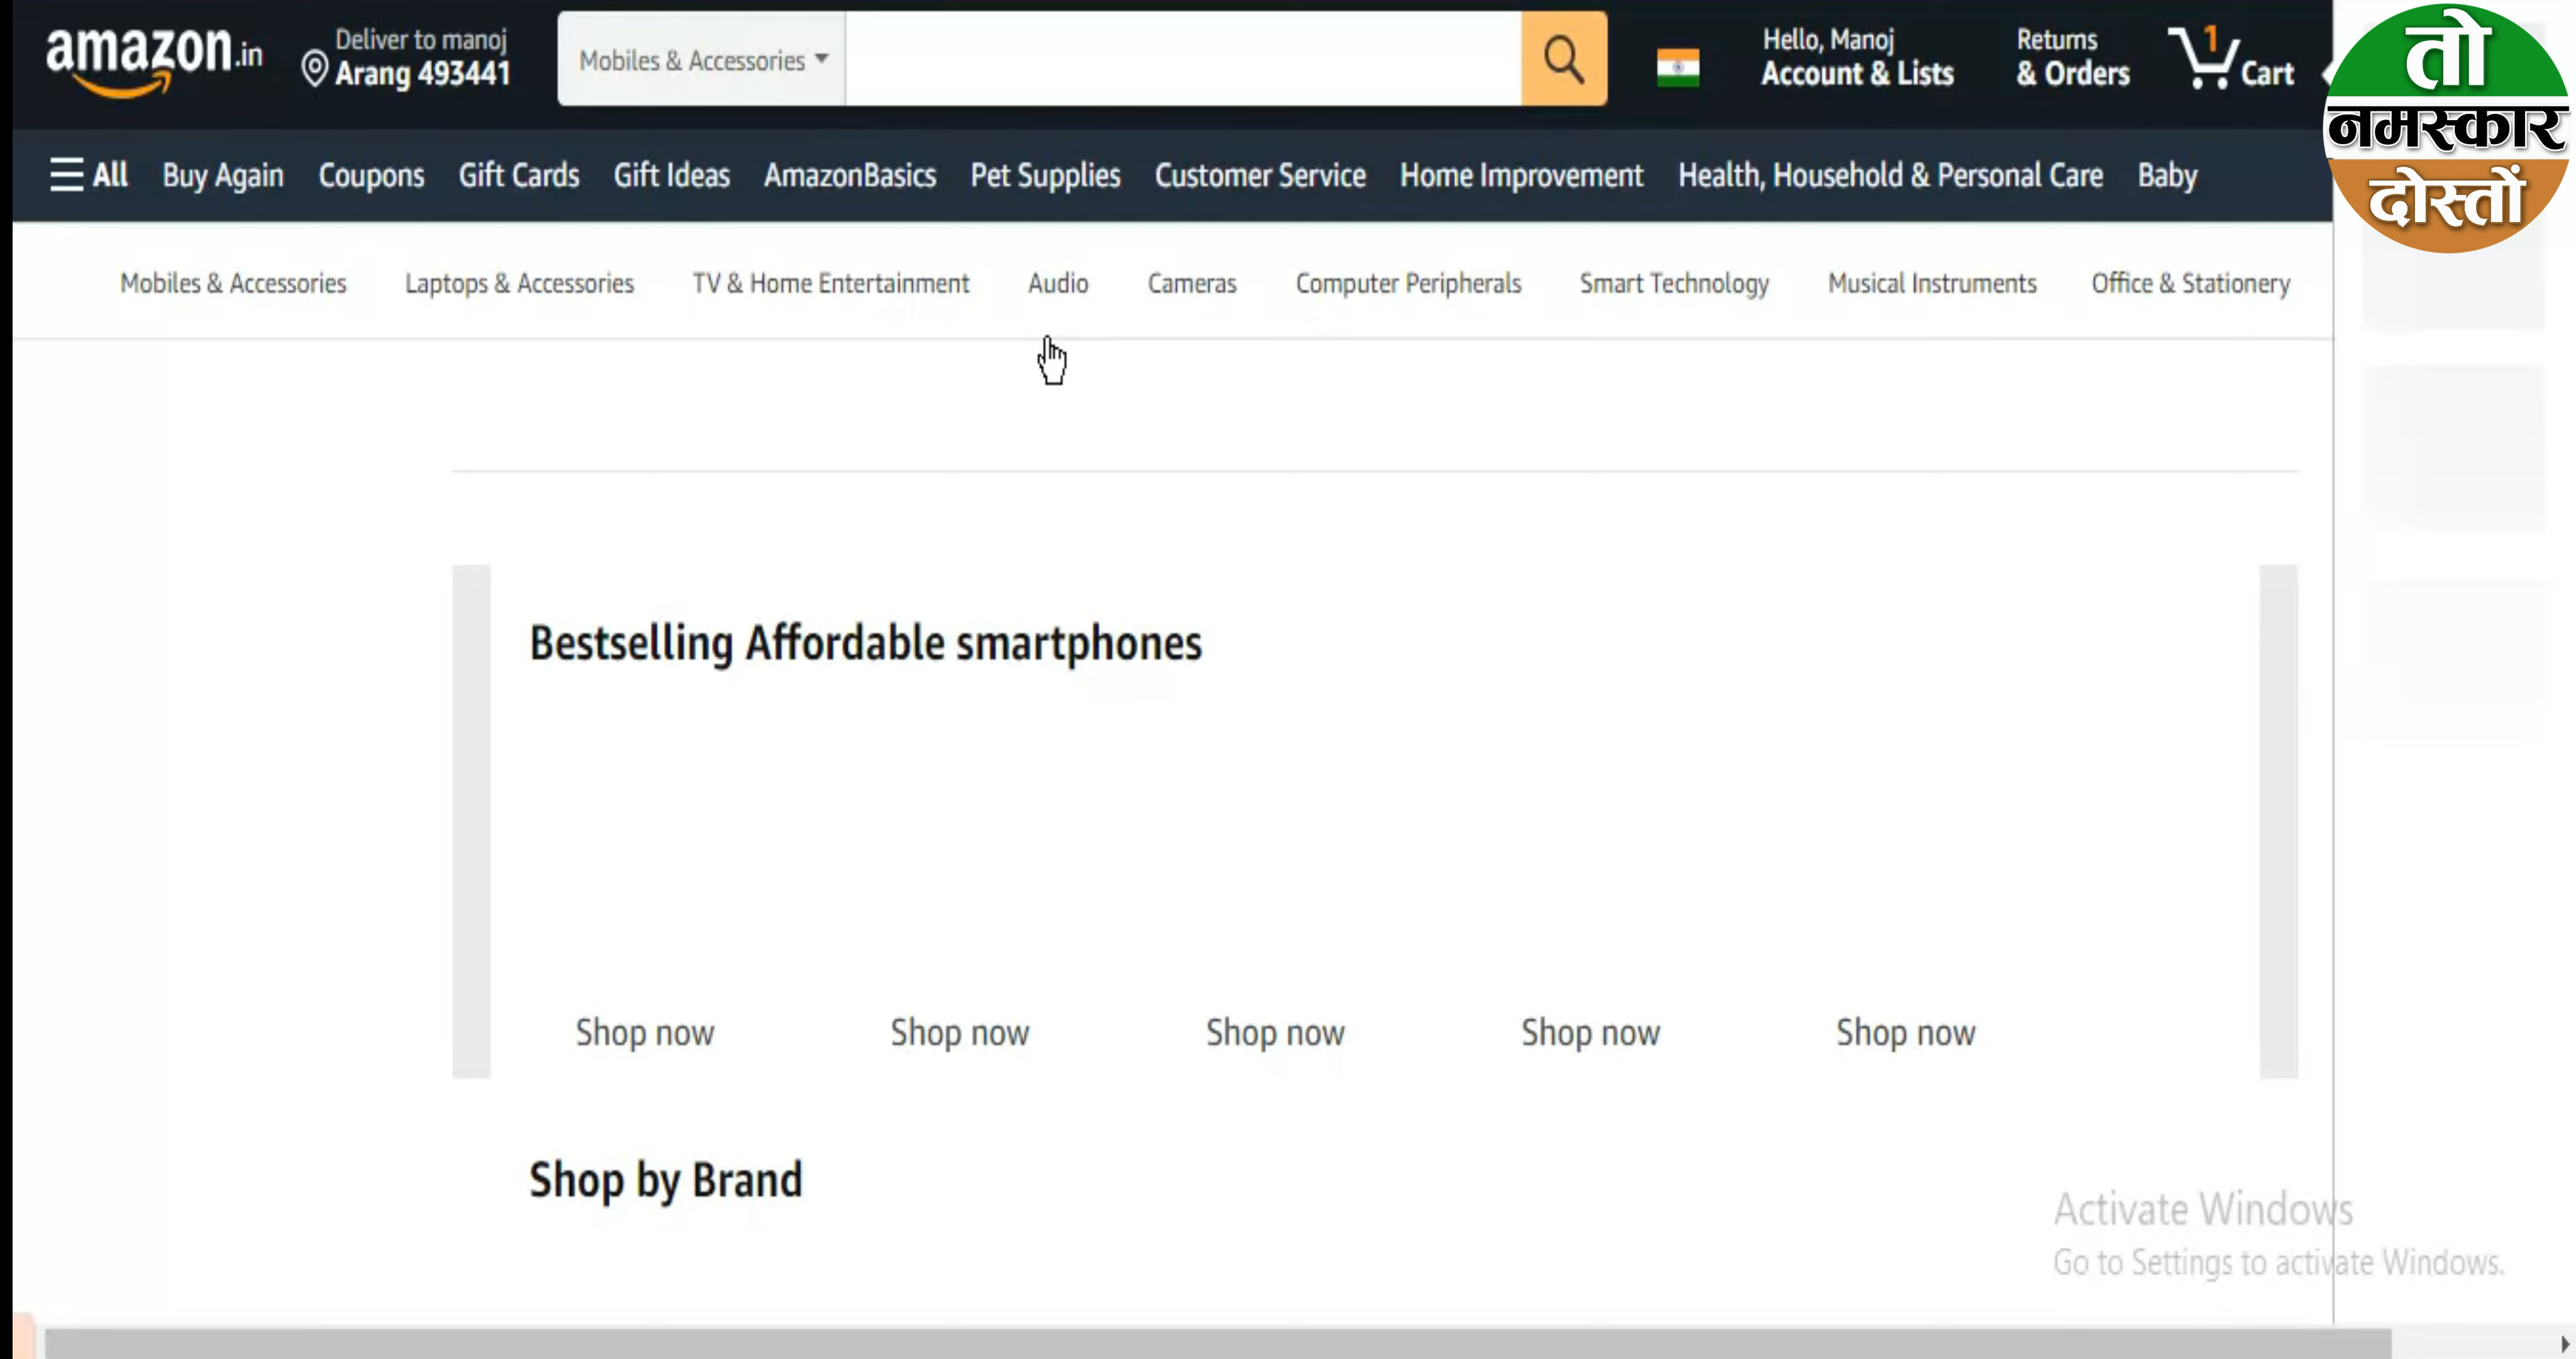 amazon.in
Deliver to manoj
Arang 493441
Mobiles & Accessories
Hello, Manoj
Account & Lists
Returns
& Orders
1
Cart
तो
नमस्कार
दोस्तों
All Buy Again Coupons Gift Cards Gift Ideas AmazonBasics Pet Supplies Customer Service Home Improvement Health, Household & Personal Care Baby
Mobiles & Accessories Laptops & Accessories TV & Home Entertainment Audio Cameras Computer Peripherals Smart Technology Musical Instruments Office & Stationery
Bestselling Affordable smartphones
Shop now Shop now Shop now Shop now Shop now
Shop by Brand
Activate Windows
Go to Settings to activate Windows.